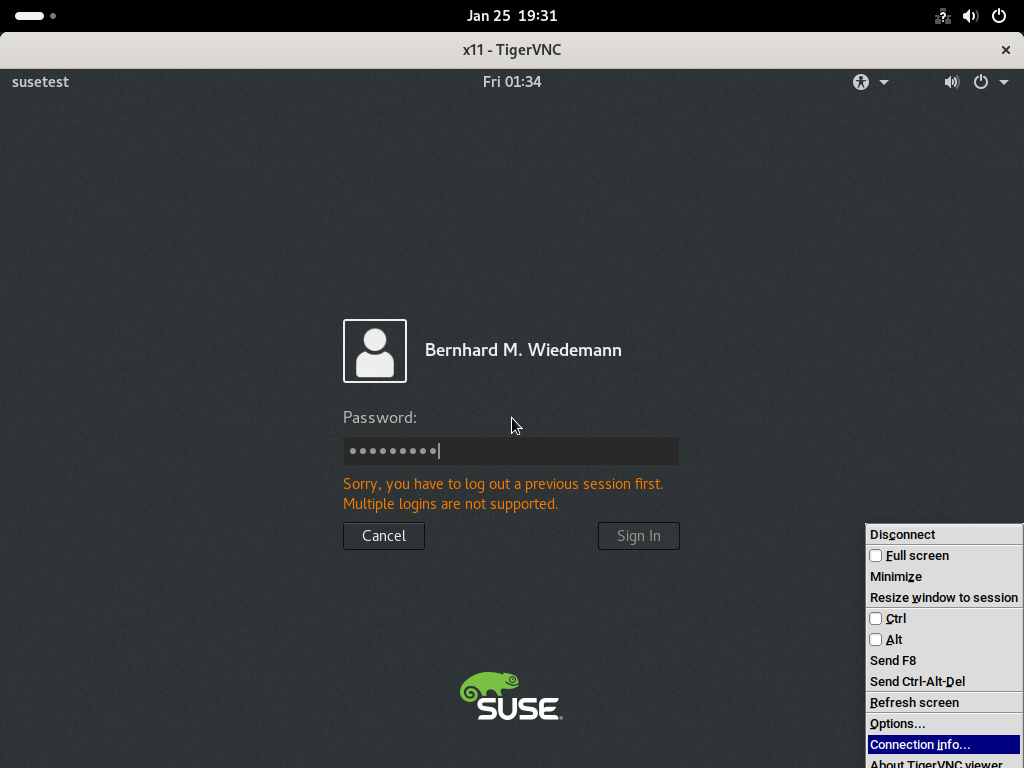 Jan 25 19:31
x11 - TigerVNC
susetest
Fri 01:34
Bernhard M. Wiedemann
Password:
Sorry, you have to log out a previous session first.
Multiple logins are not supported.
Cancel
Sign In
SUSE
Disconnect
Full screen
Minimize
Resize window to session
Ctrl
Alt
Send F8
Send Ctrl-Alt-Del
Refresh screen
Options...
Connection info...
About TigerVNC viewer